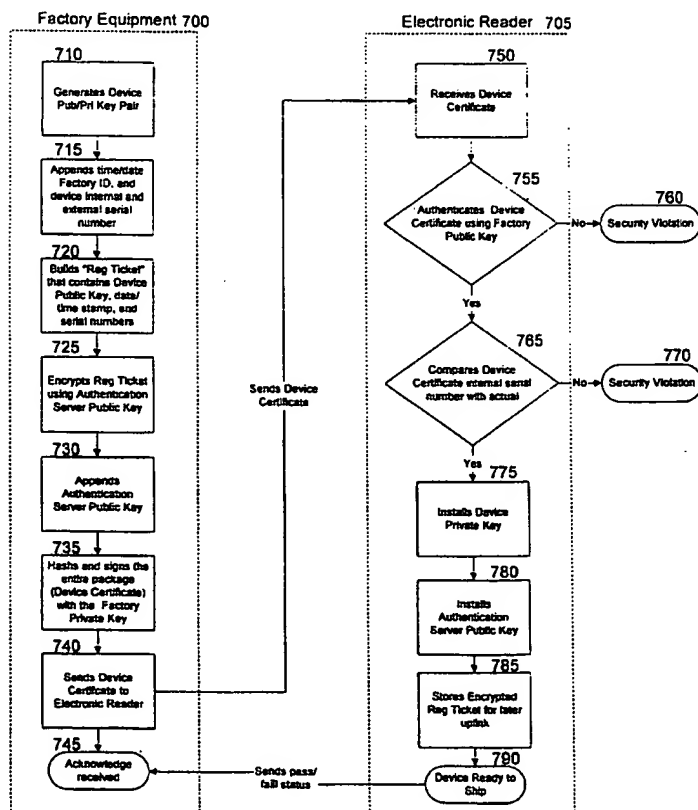 Factory Equipment 700
710
Generates Device
Pub/Pri Key Pair
715
Appends time/date
Factory ID, and
device internal and
external serial
number
720
Builds "Reg Ticket"
that contains Device
Public Key, data/
time stamp, and
serial numbers
725
Encrypts Reg Ticket
using Authentication
Server Public Key
730
Appends
Authentication
Server Public Key
735
Hashs and signs the
entire package
(Device Certificate)
with the Factory
Private Key
740
Sends Device
Certificate to
Electronic Reader
745
Acknowledge
received
Sends Device
Certificate
Sends pass/
fail status
Electronic Reader 705
750
Receives Device
Certificate
755
Authenticates Device
Certificate using Factory
Public Key
No
760
Security Violation
Yes
765
Compares Device
Certificate internal serial
number with actual
No
770
Security Violation
Yes
775
Installs Device
Private Key
780
Installs
Authentication
Server Public Key
785
Stores Encrypted
Reg Ticket for later
uplink
790
Device Ready to
Ship